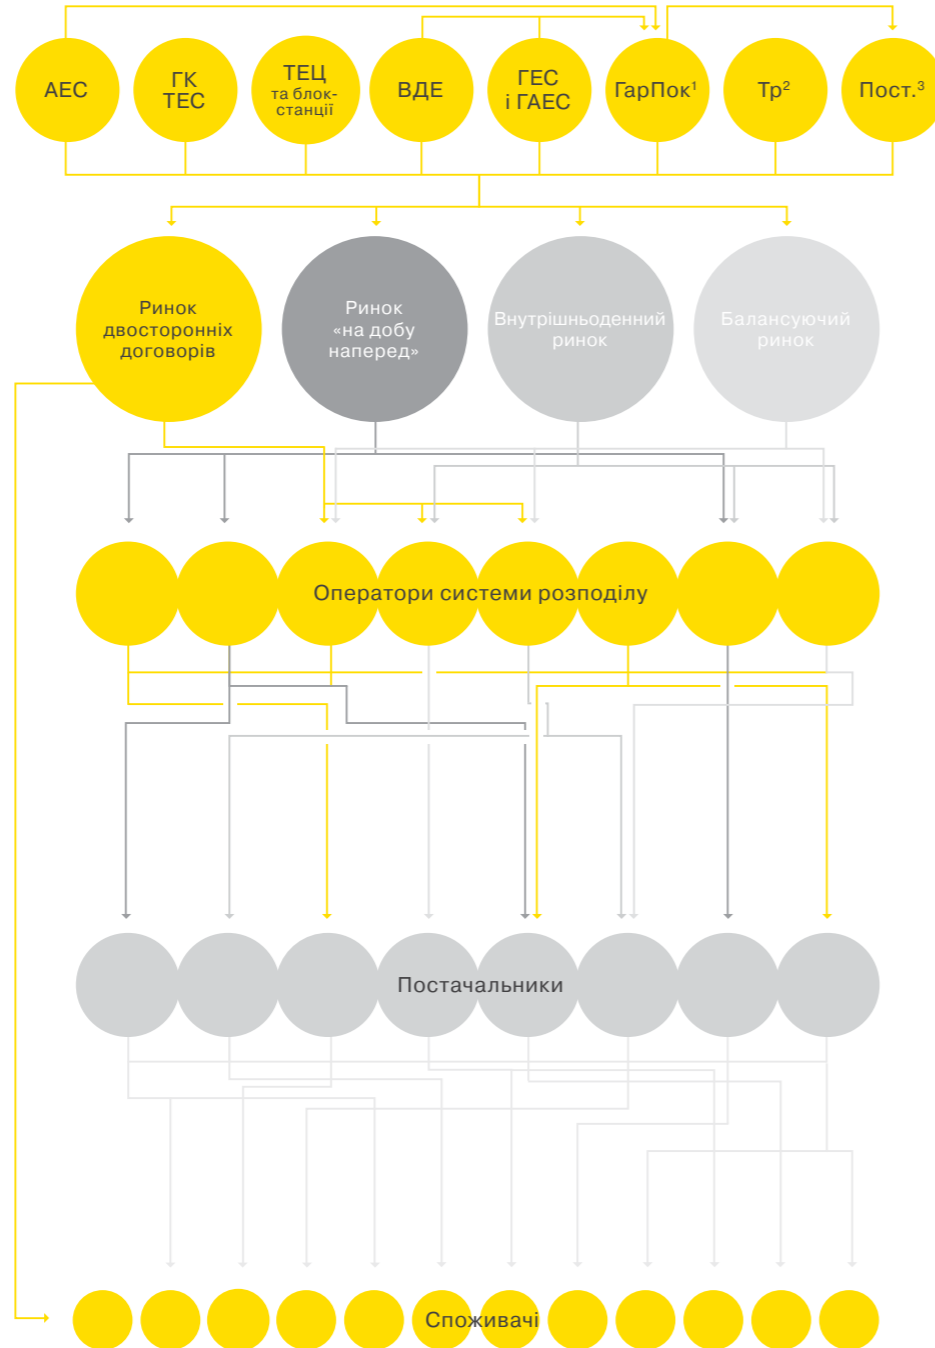 АЕС
ГК
ТЕС
ТЕЦ
та блок-
станції
ВДЕ
ГЕС
і ГАЕС
ГарПок¹
Тр²
Пост.³
Ринок
двосторонніх
договорів
Ринок
«на добу
наперед»
Внутрішньоденний
ринок
Балансуючий
ринок
Оператори системи розподілу
Постачальники
Споживачі